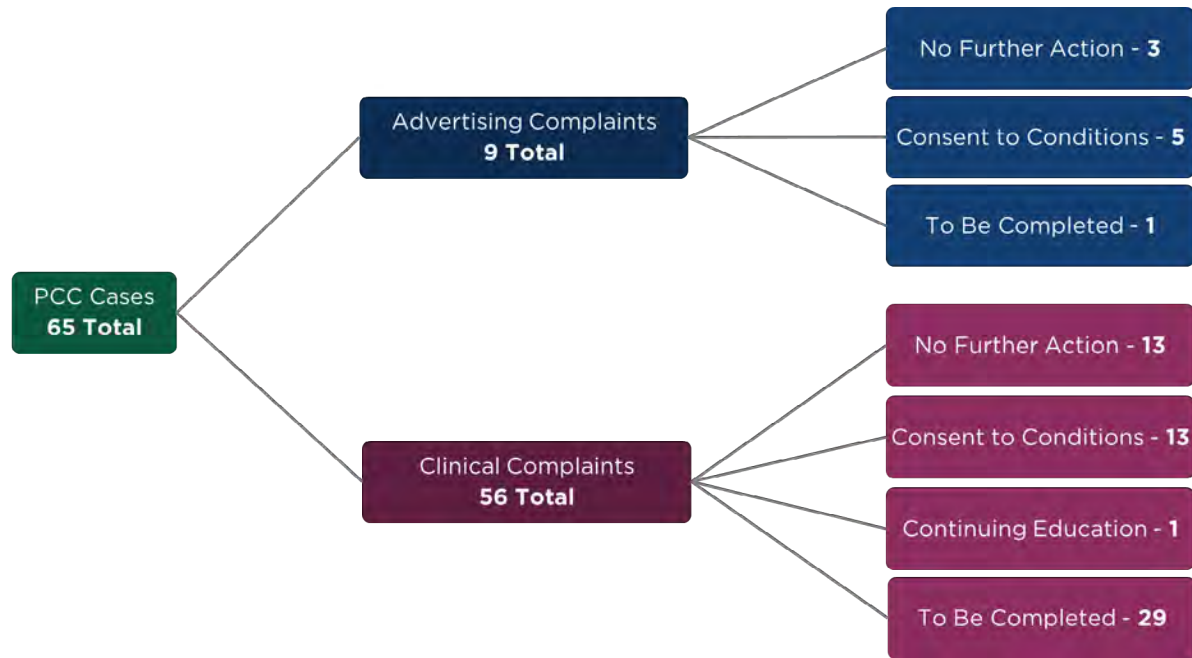 PCC Cases
65 Total
Advertising Complaints
9 Total
No Further Action - 3
Consent to Conditions - 5
To Be Completed - 1
Clinical Complaints
56 Total
No Further Action - 13
Consent to Conditions - 13
Continuing Education - 1
To Be Completed - 29